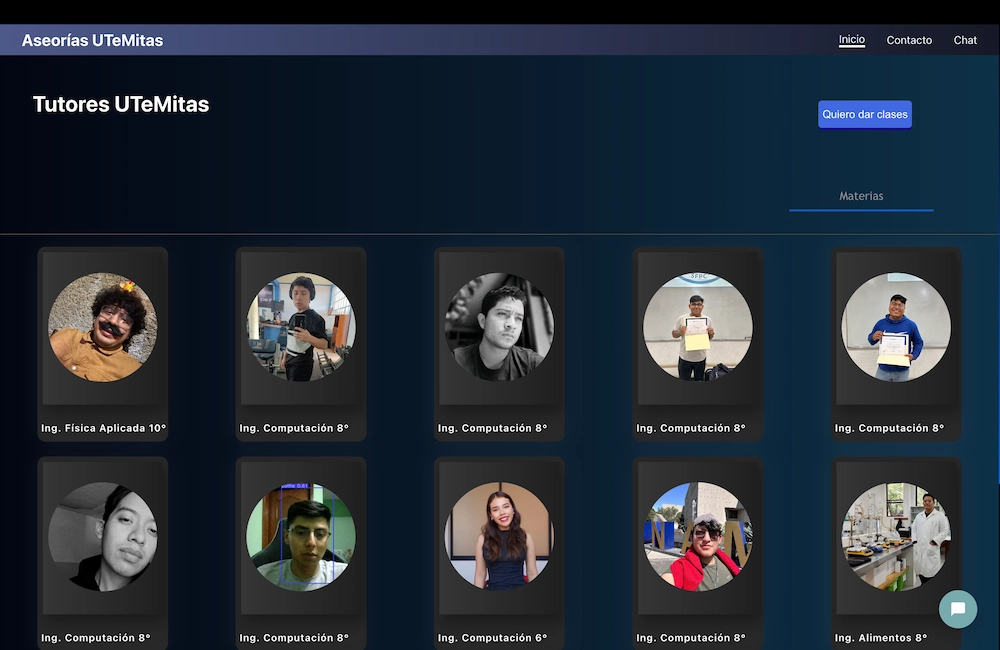 Aseorías UTeMitas
Inicio
Contacto
Chat
Tutores UTeMitas
Quiero dar clases
Materias
Ing. Física Aplicada 10°
Ing. Computación 8°
Ing. Computación 8°
Ing. Computación 8°
Ing. Computación 8°
Ing. Computación 8°
Ing. Computación 8°
Ing. Computación 6°
Ing. Computación 8°
Ing. Alimentos 8°